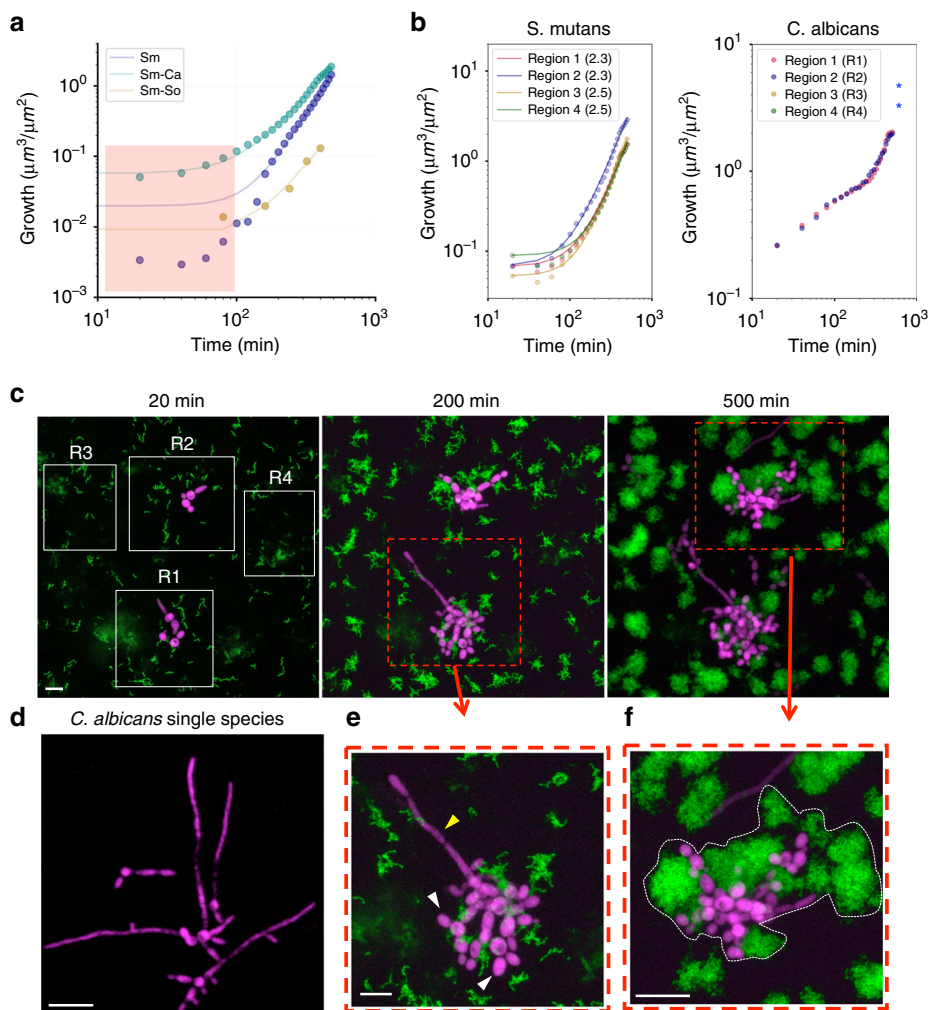 a
Sm
Sm-Ca
Sm-So
Growth (μm³/μm²)
10⁰
10⁻¹
10⁻²
10⁻³
10¹
10²
10³
Time (min)
b
S. mutans
Region 1 (2.3)
Region 2 (2.3)
Region 3 (2.5)
Region 4 (2.5)
Growth (μm³/μm²)
10¹
10⁰
10⁻¹
10¹
10²
10³
Time (min)
C. albicans
Region 1 (R1)
Region 2 (R2)
Region 3 (R3)
Region 4 (R4)
*
*
Growth (μm³/μm²)
10¹
10⁰
10⁻¹
10¹
10²
10³
Time (min)
c
20 min
200 min
500 min
R3
R2
R4
R1
d
C. albicans single species
e
f